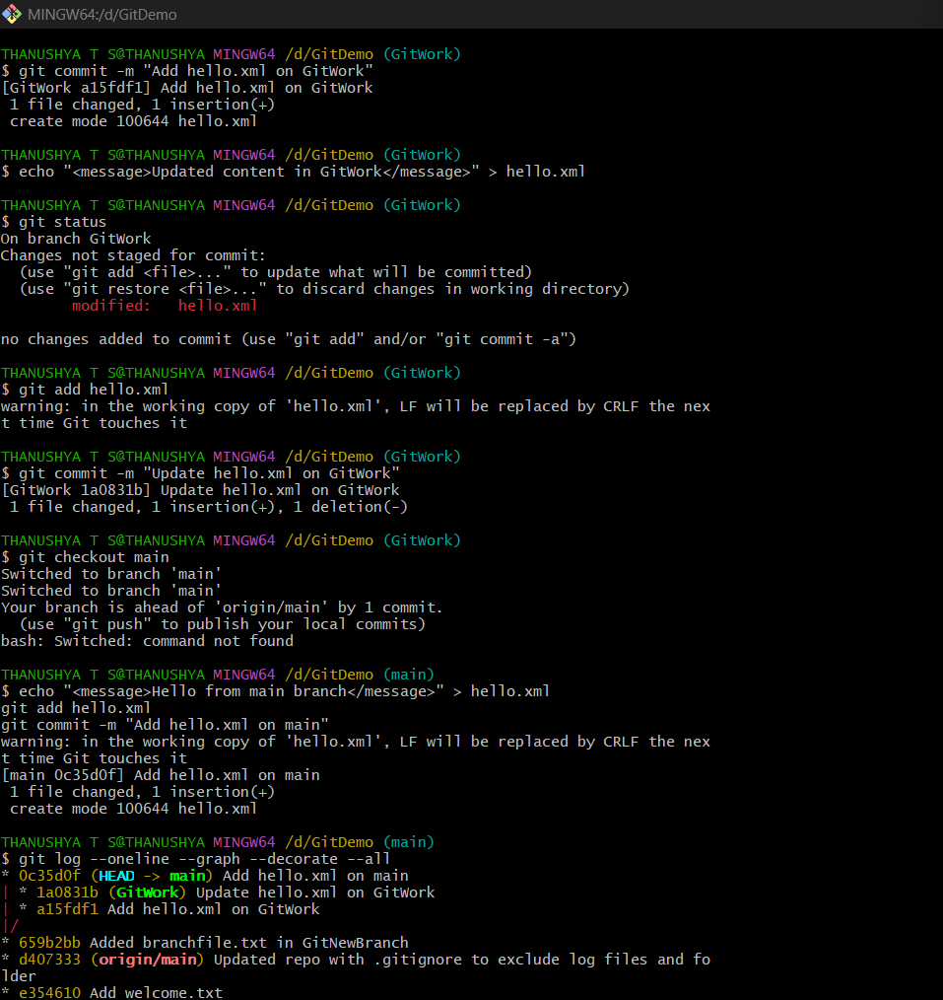 MINGW64:/d/GitDemo
THANUSHYA T S@THANUSHYA MINGW64 /d/GitDemo (GitWork)
$ git commit -m "Add hello.xml on GitWork"
[GitWork a15fdf1] Add hello.xml on GitWork
 1 file changed, 1 insertion(+)
 create mode 100644 hello.xml
THANUSHYA T S@THANUSHYA MINGW64 /d/GitDemo (GitWork)
$ echo "<message>Updated content in GitWork</message>" > hello.xml
THANUSHYA T S@THANUSHYA MINGW64 /d/GitDemo (GitWork)
$ git status
On branch GitWork
Changes not staged for commit:
  (use "git add <file>..." to update what will be committed)
  (use "git restore <file>..." to discard changes in working directory)
        modified:   hello.xml
no changes added to commit (use "git add" and/or "git commit -a")
THANUSHYA T S@THANUSHYA MINGW64 /d/GitDemo (GitWork)
$ git add hello.xml
warning: in the working copy of 'hello.xml', LF will be replaced by CRLF the nex
t time Git touches it
THANUSHYA T S@THANUSHYA MINGW64 /d/GitDemo (GitWork)
$ git commit -m "Update hello.xml on GitWork"
[GitWork 1a0831b] Update hello.xml on GitWork
 1 file changed, 1 insertion(+), 1 deletion(-)
THANUSHYA T S@THANUSHYA MINGW64 /d/GitDemo (GitWork)
$ git checkout main
Switched to branch 'main'
Switched to branch 'main'
Your branch is ahead of 'origin/main' by 1 commit.
  (use "git push" to publish your local commits)
bash: Switched: command not found
THANUSHYA T S@THANUSHYA MINGW64 /d/GitDemo (main)
$ echo "<message>Hello from main branch</message>" > hello.xml
git add hello.xml
git commit -m "Add hello.xml on main"
warning: in the working copy of 'hello.xml', LF will be replaced by CRLF the nex
t time Git touches it
[main 0c35d0f] Add hello.xml on main
 1 file changed, 1 insertion(+)
 create mode 100644 hello.xml
THANUSHYA T S@THANUSHYA MINGW64 /d/GitDemo (main)
$ git log --oneline --graph --decorate --all
* 0c35d0f (HEAD -> main) Add hello.xml on main
| * 1a0831b (GitWork) Update hello.xml on GitWork
| * a15fdf1 Add hello.xml on GitWork
|/
* 659b2bb Added branchfile.txt in GitNewBranch
* d407333 (origin/main) Updated repo with .gitignore to exclude log files and fo
lder
* e354610 Add welcome.txt